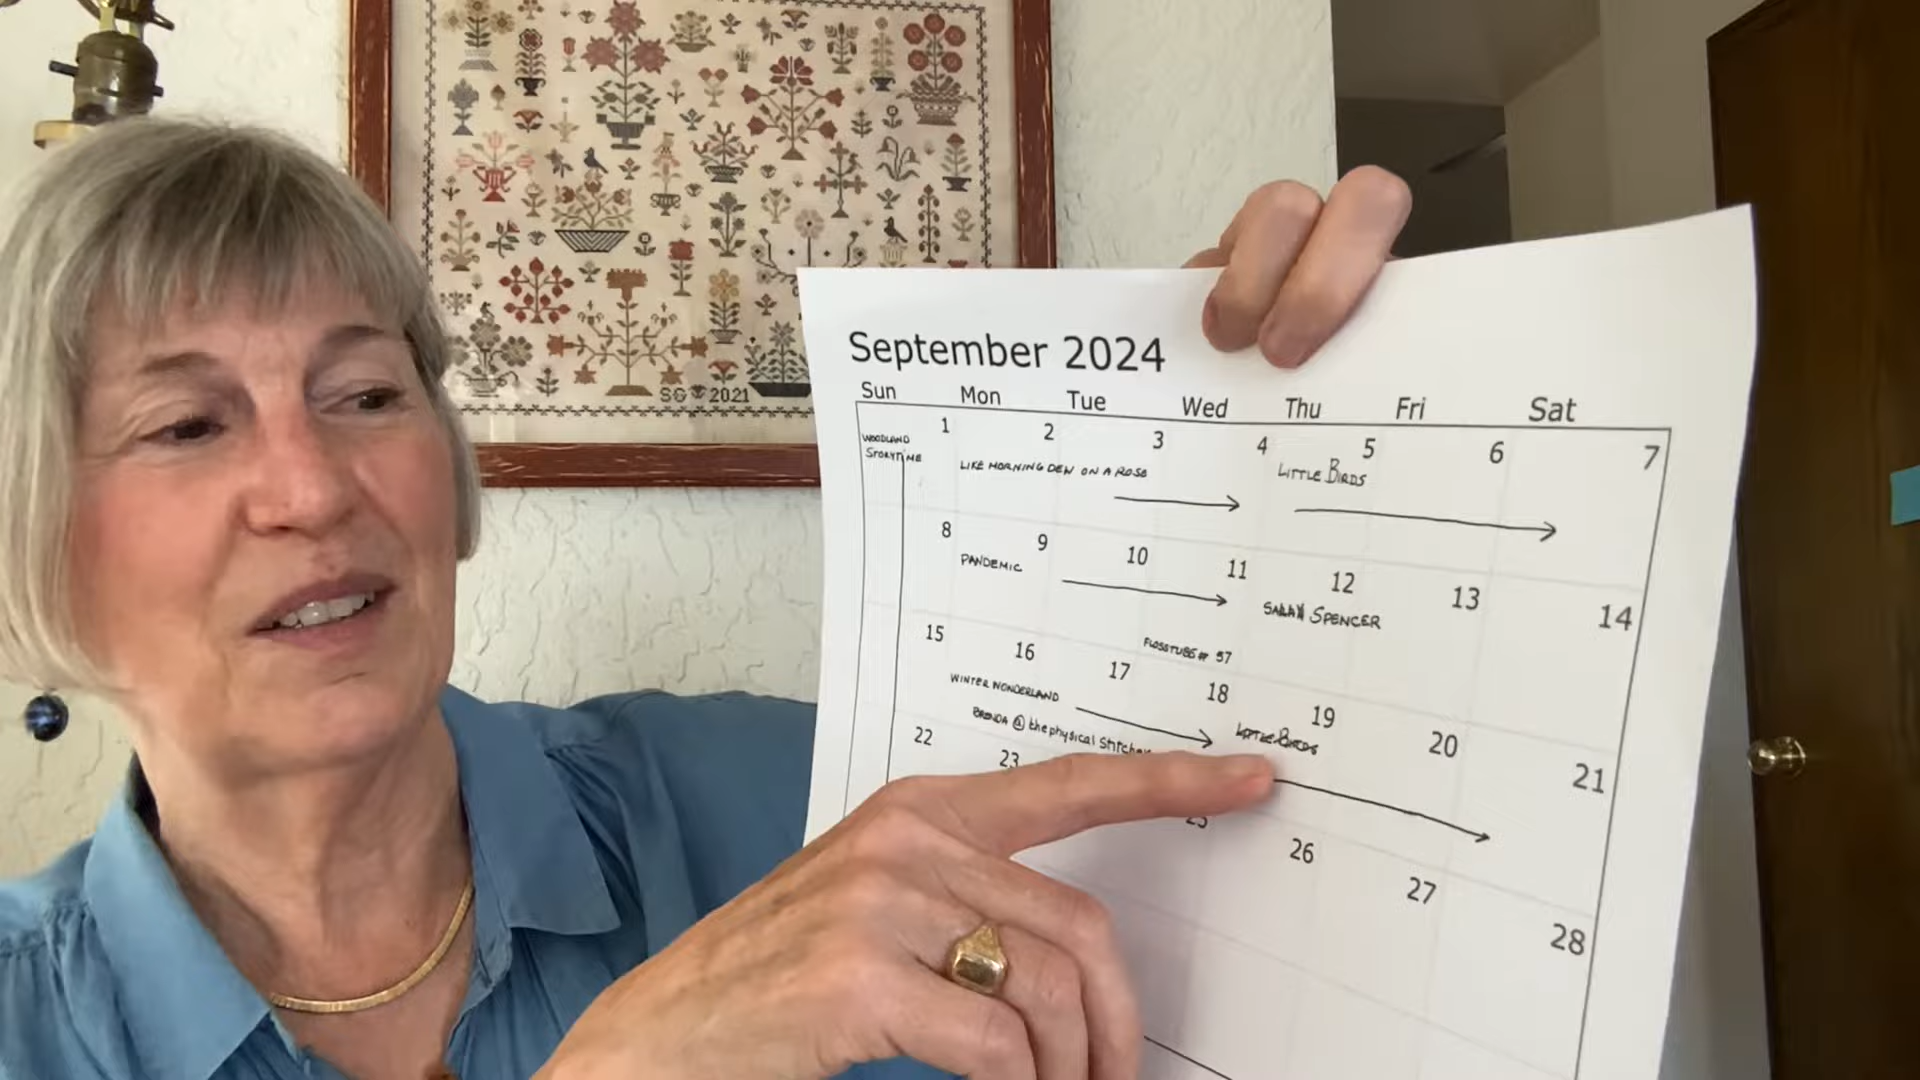 SG 2021
September 2024
Sun Mon Tue Wed Thu Fri Sat
1 2 3 4 5 6 7
WOODLAND
STORYTIME
LIKE MORNING DEW ON A ROSE
LITTLE BIRDS
8 9 10 11 12 13 14
PANDEMIC
SARAH SPENCER
FLOSSTUBE # 57
15 16 17 18 19 20 21
WINTER WONDERLAND
LITTLE BIRDS
BRENDA @ the physical Stitcher
22 23 25 26 27 28